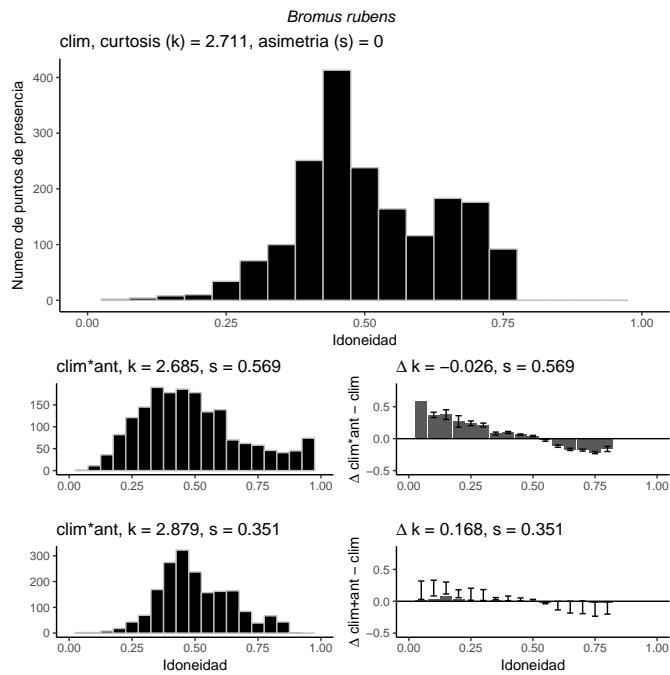 Bromus rubens
clim, curtosis (k) = 2.711, asimetria (s) = 0
Numero de puntos de presencia
400
300
200
100
0
0.00 0.25 0.50 0.75 1.00
Idoneidad
clim*ant, k = 2.685, s = 0.569
150
100
50
0
0.00 0.25 0.50 0.75 1.00
Δ k = −0.026, s = 0.569
Δ clim*ant − clim
0.5
0.0
−0.5
0.00 0.25 0.50 0.75 1.00
clim*ant, k = 2.879, s = 0.351
300
200
100
0
0.00 0.25 0.50 0.75 1.00
Idoneidad
Δ k = 0.168, s = 0.351
Δ clim+ant − clim
0.5
0.0
−0.5
0.00 0.25 0.50 0.75 1.00
Idoneidad